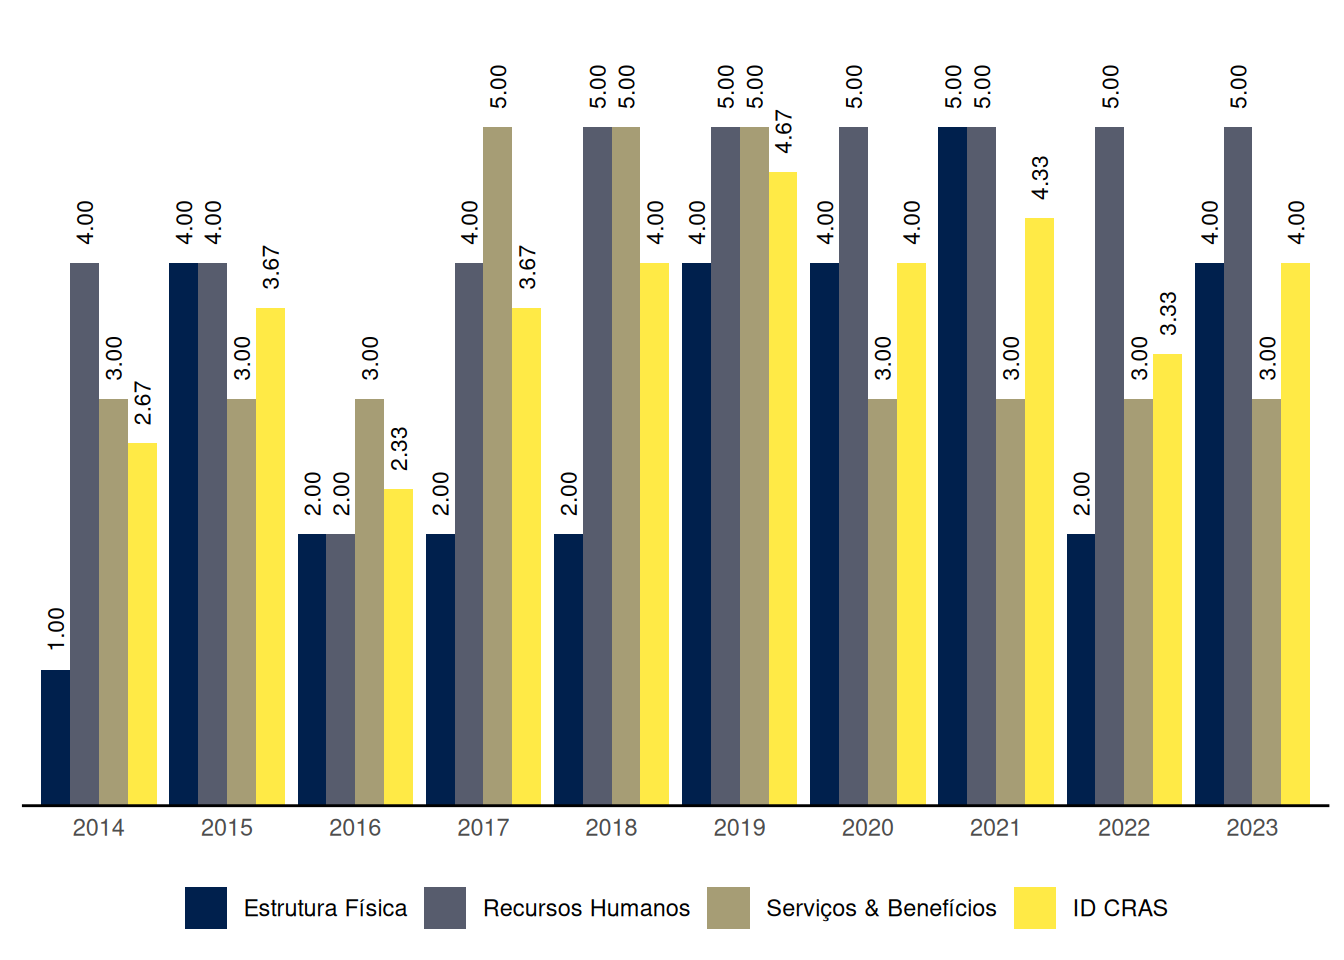 5.00 5.00 5.00 5.00 5.00 5.00 5.00 5.00 5.00 5.00
4.67
4.33
4.00 4.00 4.00 4.00 4.00 4.00 4.00 4.00 4.00 4.00
3.67 3.67
3.33
3.00 3.00 3.00 3.00 3.00 3.00 3.00
2.67
2.33
2.00 2.00 2.00 2.00 2.00
1.00
2014 2015 2016 2017 2018 2019 2020 2021 2022 2023
Estrutura Física Recursos Humanos Serviços & Benefícios ID CRAS